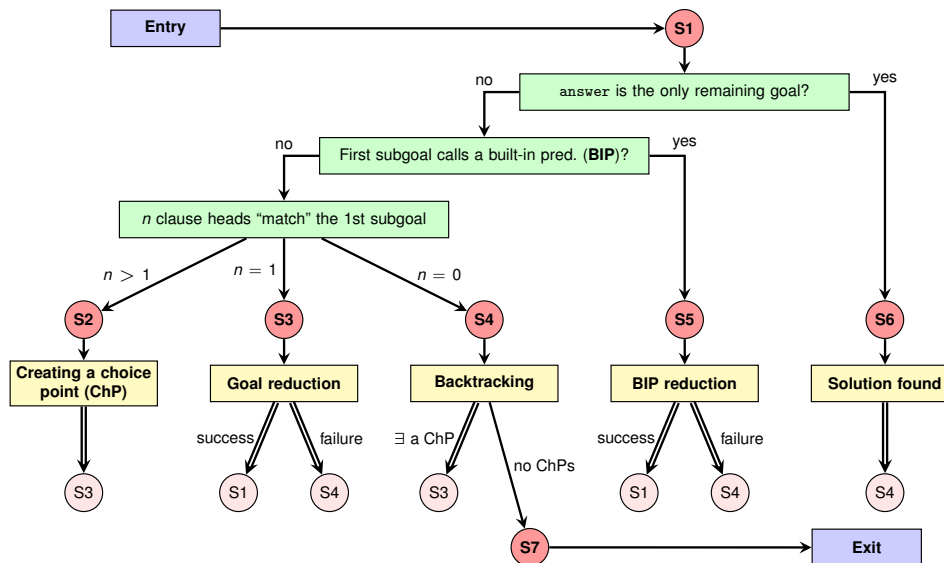 Entry
S1
no
answer is the only remaining goal?
yes
no
First subgoal calls a built-in pred. (BIP)?
yes
n clause heads “match” the 1st subgoal
n > 1
n = 1
n = 0
S2
S3
S4
S5
S6
Creating a choice
point (ChP)
Goal reduction
Backtracking
BIP reduction
Solution found
success
failure
∃ a ChP
no ChPs
success
failure
S3
S1
S4
S3
S1
S4
S4
S7
Exit